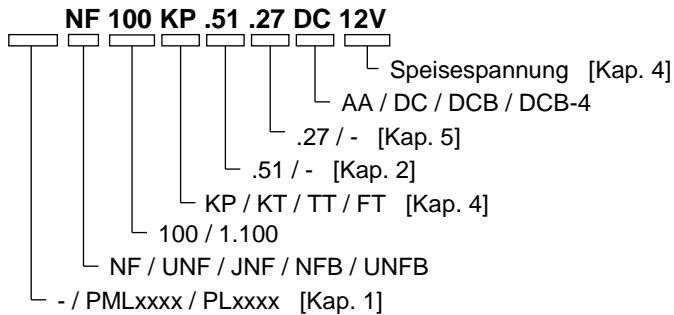 NF 100 KP .51 .27 DC 12V
Speisespannung [Kap. 4]
AA / DC / DCB / DCB-4
.27 / - [Kap. 5]
.51 / - [Kap. 2]
KP / KT / TT / FT [Kap. 4]
100 / 1.100
NF / UNF / JNF / NFB / UNFB
- / PMLxxxx / PLxxxx [Kap. 1]